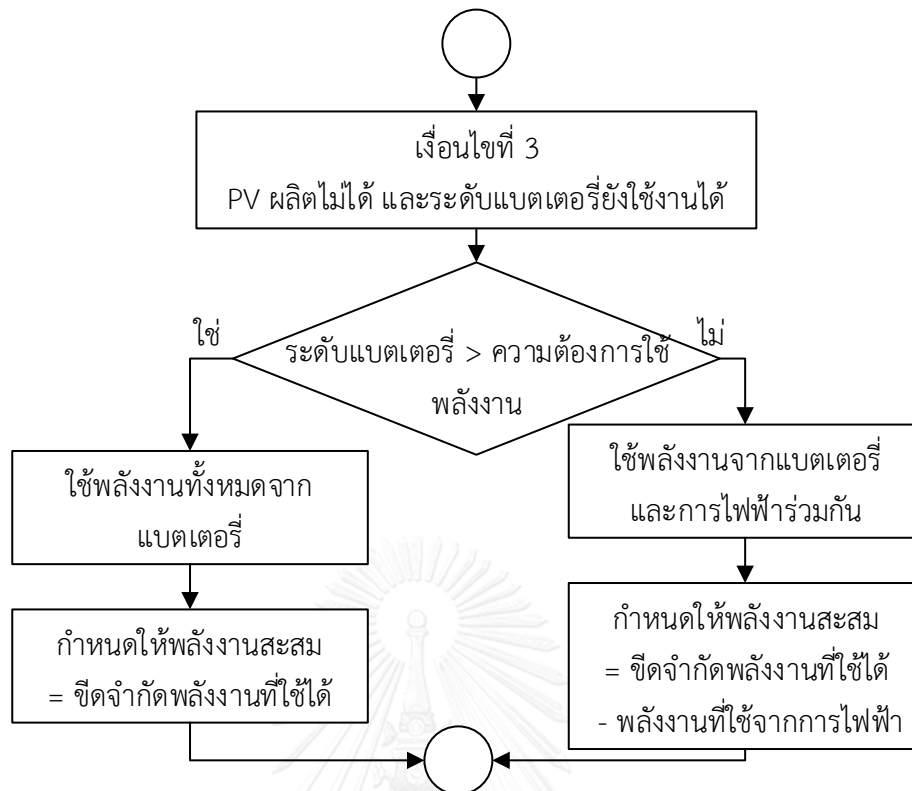 เงื่อนไขที่ 3
PV ผลิตไม่ได้ และระดับแบตเตอรี่ยังใช้งานได้
ใช่
ไม่
ระดับแบตเตอรี่ > ความต้องการใช้
พลังงาน
ใช้พลังงานทั้งหมดจาก
แบตเตอรี่
ใช้พลังงานจากแบตเตอรี่
และการไฟฟ้าร่วมกัน
กำหนดให้พลังงานสะสม
= ขีดจำกัดพลังงานที่ใช้ได้
กำหนดให้พลังงานสะสม
= ขีดจำกัดพลังงานที่ใช้ได้
- พลังงานที่ใช้จากการไฟฟ้า